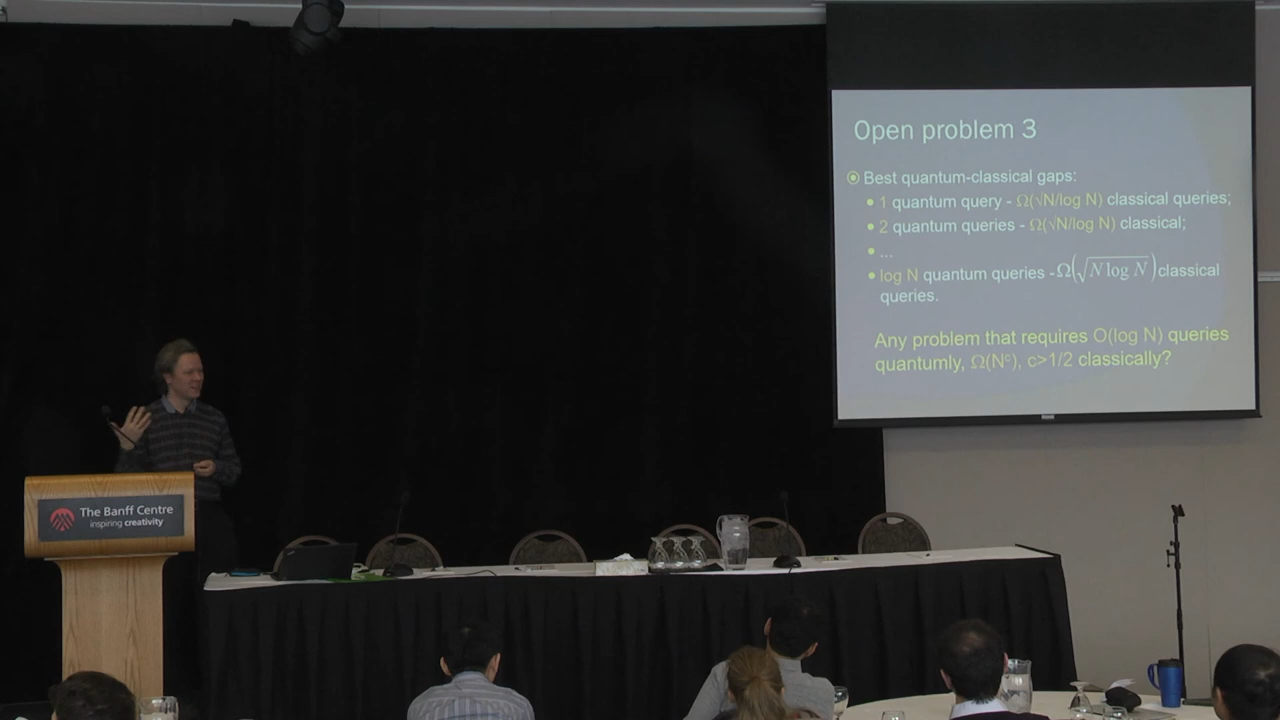 Open problem 3
Best quantum-classical gaps:
• 1 quantum query - Ω(√N/log N) classical queries;
• 2 quantum queries - Ω(√N/log N) classical;
• ...
• log N quantum queries - Ω(√(N log N)) classical
queries.
Any problem that requires O(log N) queries
quantumly, Ω(Nᶜ), c>1/2 classically?
The Banff Centre
inspiring creativity